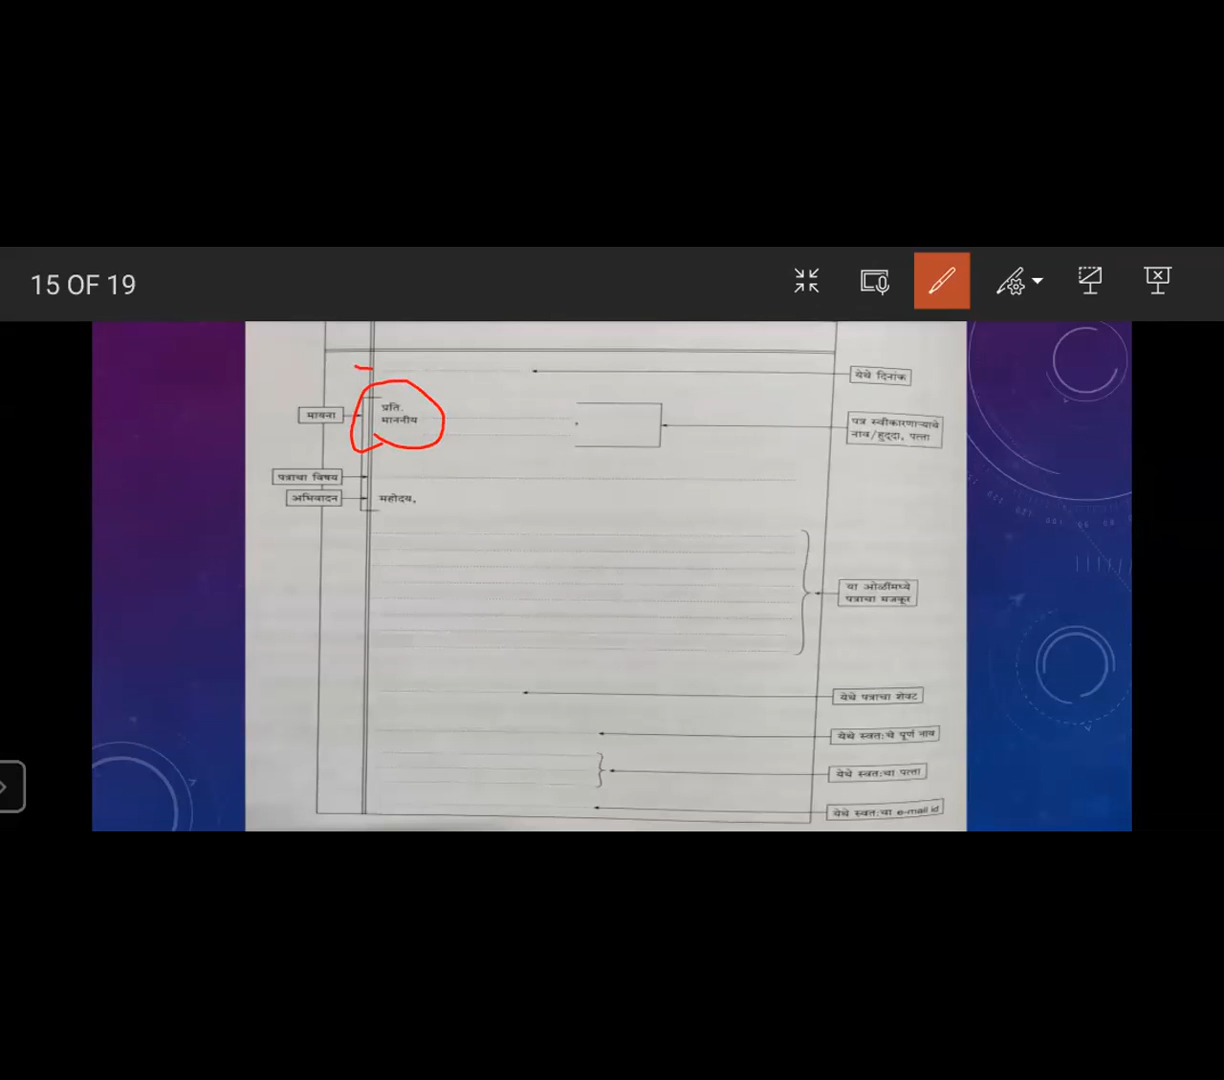 15 OF 19
येथे दिनांक
मायना
प्रति.
माननीय
पत्र स्वीकारणाऱ्याचे
नाव/हुद्दा, पत्ता
पत्राचा विषय
अभिवादन
महोदय,
या ओळींमध्ये
पत्राचा मजकूर
येथे पत्राचा शेवट
येथे स्वतःचे पूर्ण नाव
येथे स्वतःचा पत्ता
येथे स्वतःचा e-mail id